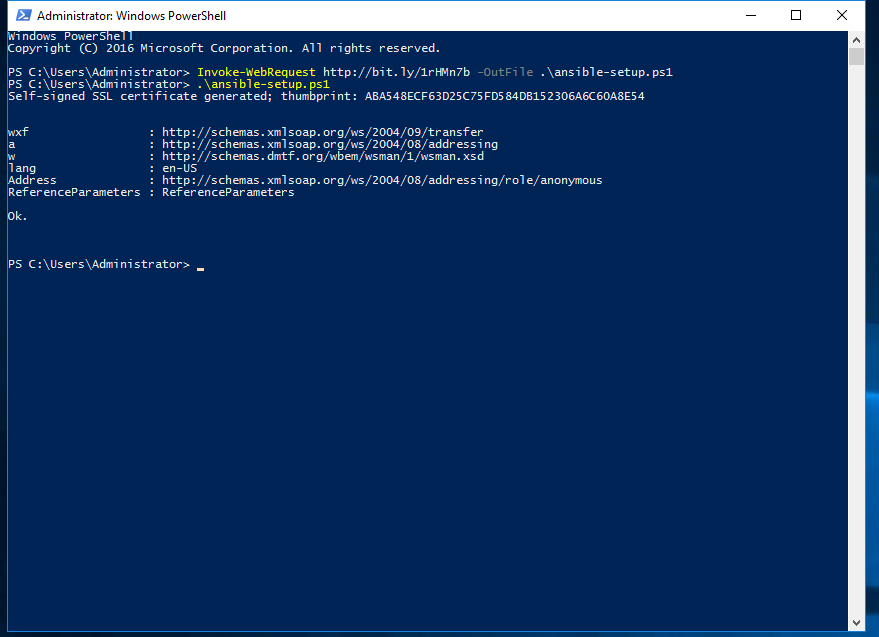 Administrator: Windows PowerShell
Windows PowerShell
Copyright (C) 2016 Microsoft Corporation. All rights reserved.
PS C:\Users\Administrator> Invoke-WebRequest http://bit.ly/1rHMn7b -OutFile .\ansible-setup.ps1
PS C:\Users\Administrator> .\ansible-setup.ps1
Self-signed SSL certificate generated; thumbprint: ABA548ECF63D25C75FD584DB152306A6C60A8E54
wxf                 : http://schemas.xmlsoap.org/ws/2004/09/transfer
a                   : http://schemas.xmlsoap.org/ws/2004/08/addressing
w                   : http://schemas.dmtf.org/wbem/wsman/1/wsman.xsd
lang                : en-US
Address             : http://schemas.xmlsoap.org/ws/2004/08/addressing/role/anonymous
ReferenceParameters : ReferenceParameters
Ok.
PS C:\Users\Administrator> _